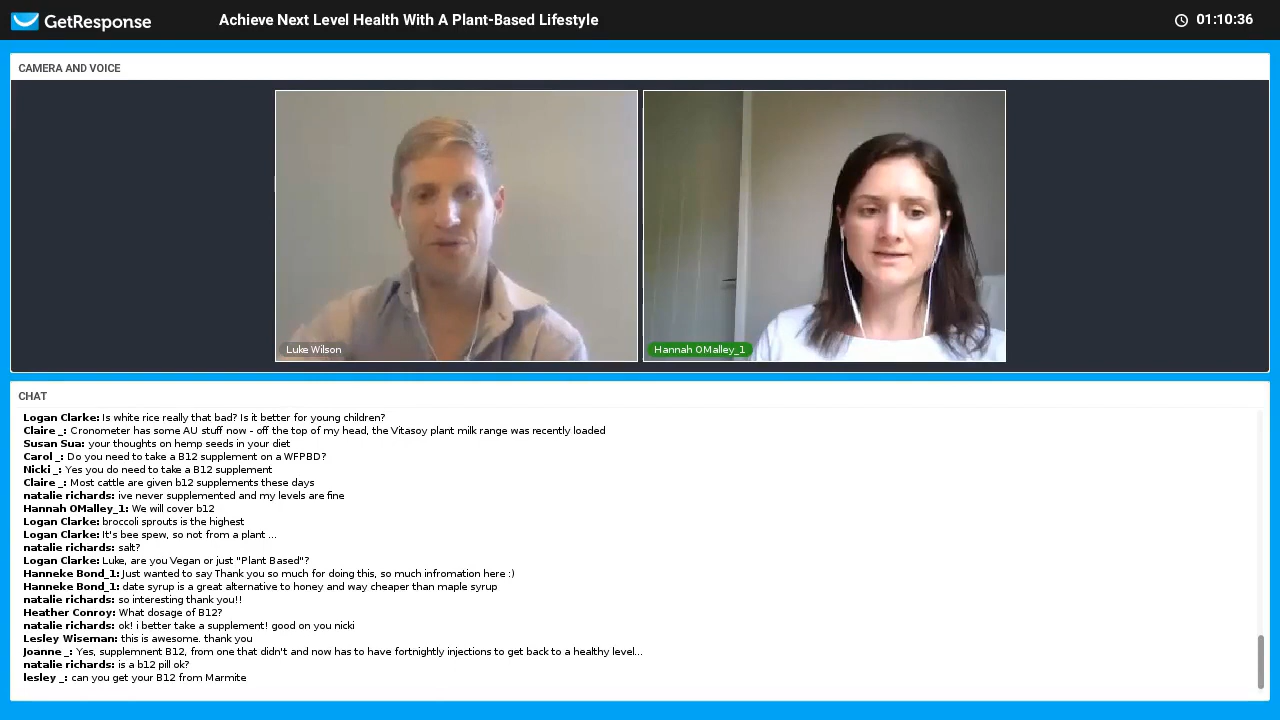 GetResponse
Achieve Next Level Health With A Plant-Based Lifestyle
01:10:36
CAMERA AND VOICE
Luke Wilson
Hannah OMalley_1
CHAT
Logan Clarke: Is white rice really that bad? Is it better for young children?
Claire _: Cronometer has some AU stuff now - off the top of my head, the Vitasoy plant milk range was recently loaded
Susan Sua: your thoughts on hemp seeds in your diet
Carol _: Do you need to take a B12 supplement on a WFPBD?
Nicki _: Yes you do need to take a B12 supplement
Claire _: Most cattle are given b12 supplements these days
natalie richards: ive never supplemented and my levels are fine
Hannah OMalley_1: We will cover b12
Logan Clarke: broccoli sprouts is the highest
Logan Clarke: It's bee spew, so not from a plant ...
natalie richards: salt?
Logan Clarke: Luke, are you Vegan or just "Plant Based"?
Hanneke Bond_1: Just wanted to say Thank you so much for doing this, so much infromation here :)
Hanneke Bond_1: date syrup is a great alternative to honey and way cheaper than maple syrup
natalie richards: so interesting thank you!!
Heather Conroy: What dosage of B12?
natalie richards: ok! i better take a supplement! good on you nicki
Lesley Wiseman: this is awesome. thank you
Joanne _: Yes, supplemnent B12, from one that didn't and now has to have fortnightly injections to get back to a healthy level...
natalie richards: is a b12 pill ok?
lesley _: can you get your B12 from Marmite